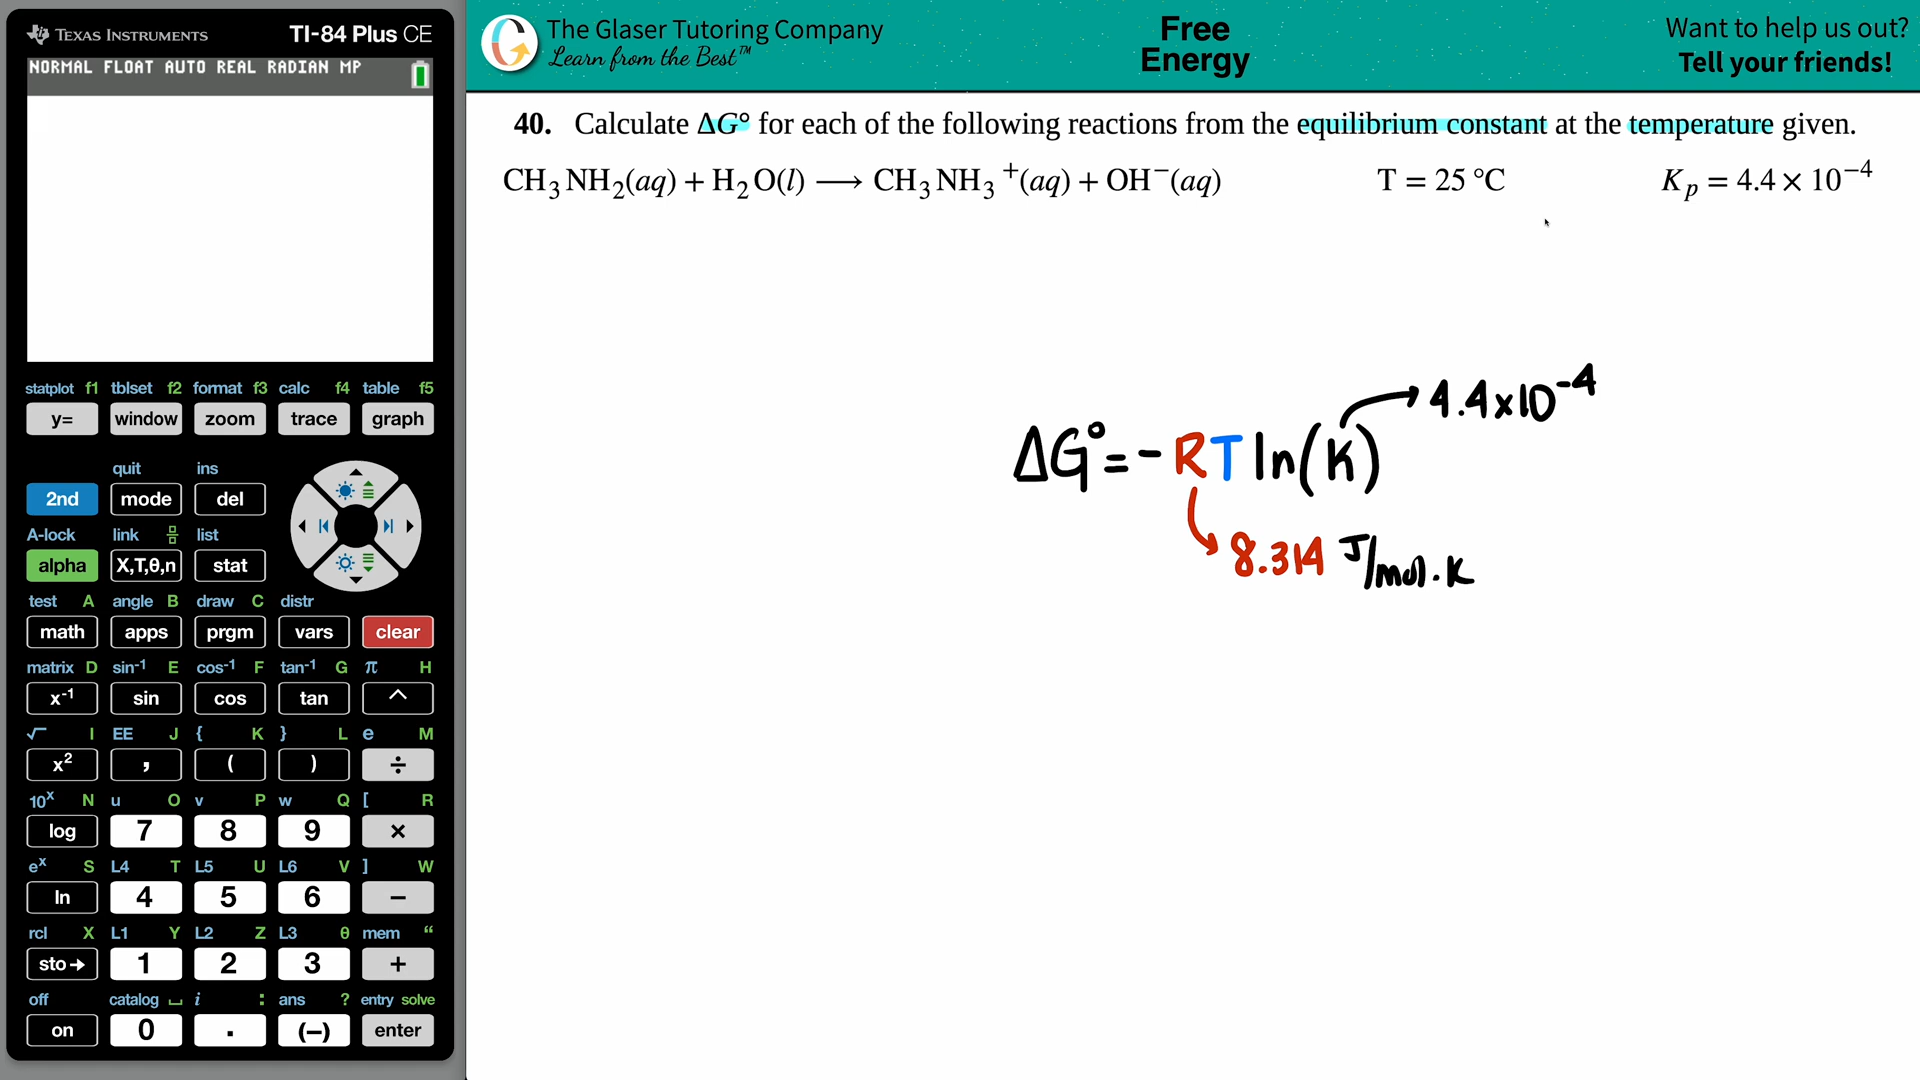 TEXAS INSTRUMENTS TI-84 Plus CE
NORMAL FLOAT AUTO REAL RADIAN MP
statplot f1 tblset f2 format f3 calc f4 table f5
y= window zoom trace graph
quit ins
2nd mode del
A-lock link list
alpha X,T,θ,n stat
test A angle B draw C distr
math apps prgm vars clear
matrix D sin⁻¹ E cos⁻¹ F tan⁻¹ G π H
x⁻¹ sin cos tan ^
√ I EE J { K } L e M
x² , ( ) ÷
10ˣ N u O v P w Q [ R
log 7 8 9 ×
eˣ S L4 T L5 U L6 V ] W
ln 4 5 6 −
rcl X L1 Y L2 Z L3 θ mem “
sto→ 1 2 3 +
off catalog ␣ i : ans ? entry solve
on 0 . (−) enter
The Glaser Tutoring Company
Learn from the Best™
Free
Energy
Want to help us out?
Tell your friends!
40. Calculate ΔG° for each of the following reactions from the equilibrium constant at the temperature given.
CH₃NH₂(aq) + H₂O(l) ⟶ CH₃NH₃⁺(aq) + OH⁻(aq) T = 25 °C Kₚ = 4.4 × 10⁻⁴
4.4×10⁻⁴
ΔG° = - RT ln(K)
8.314 J/mol·K